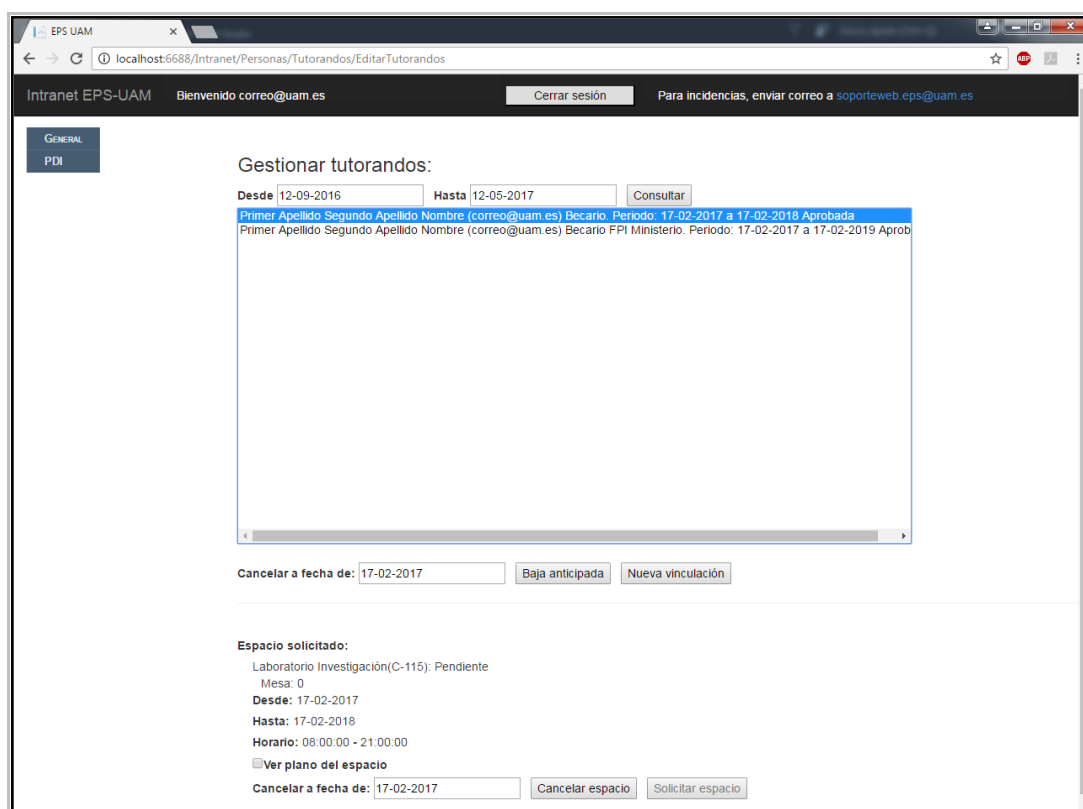 EPS UAM
localhost:6688/Intranet/Personas/Tutorandos/EditarTutorandos
ABP
Intranet EPS-UAM Bienvenido correo@uam.es Cerrar sesión Para incidencias, enviar correo a soporteweb.eps@uam.es
GENERAL
PDI
Gestionar tutorandos:
Desde 12-09-2016 Hasta 12-05-2017 Consultar
Primer Apellido Segundo Apellido Nombre (correo@uam.es) Becario. Periodo: 17-02-2017 a 17-02-2018 Aprobada
Primer Apellido Segundo Apellido Nombre (correo@uam.es) Becario FPI Ministerio. Periodo: 17-02-2017 a 17-02-2019 Aprob
Cancelar a fecha de: 17-02-2017 Baja anticipada Nueva vinculación
Espacio solicitado:
Laboratorio Investigación(C-115): Pendiente
Mesa: 0
Desde: 17-02-2017
Hasta: 17-02-2018
Horario: 08:00:00 - 21:00:00
Ver plano del espacio
Cancelar a fecha de: 17-02-2017 Cancelar espacio Solicitar espacio